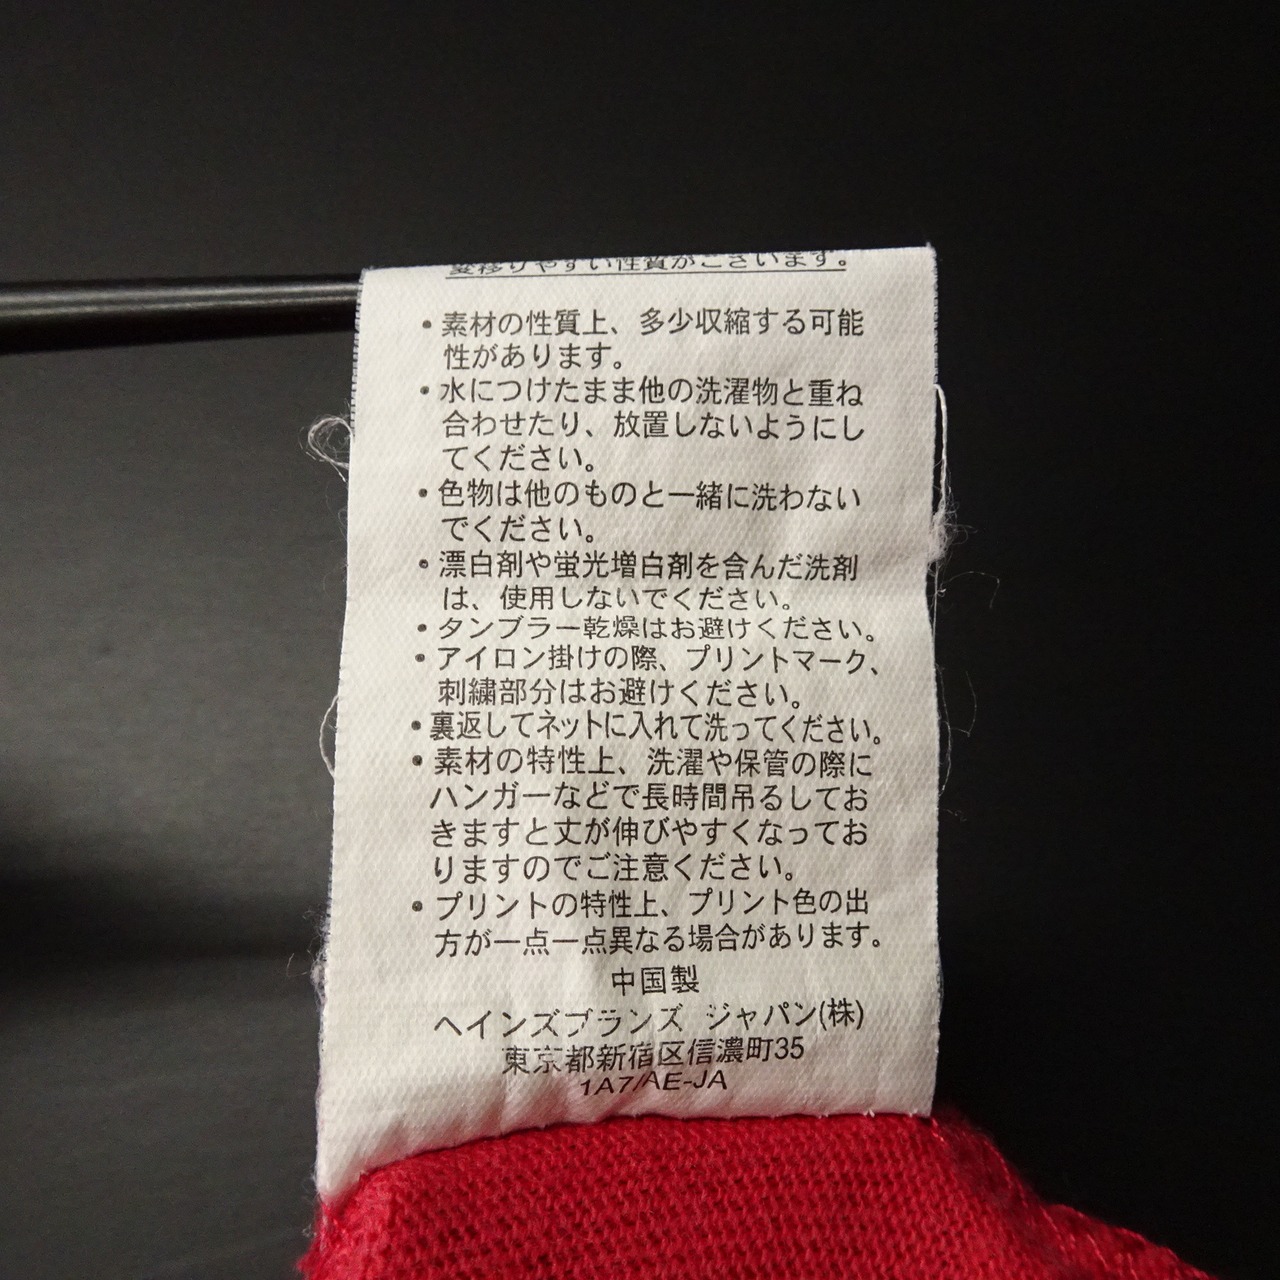 移りやすい性質がございます。
・素材の性質上、多少収縮する可能
性があります。
・水につけたまま他の洗濯物と重ね
合わせたり、放置しないようにし
てください。
・色物は他のものと一緒に洗わない
でください。
・漂白剤や蛍光増白剤を含んだ洗剤
は、使用しないでください。
・タンブラー乾燥はお避けください。
・アイロン掛けの際、プリントマーク、
刺繍部分はお避けください。
・裏返してネットに入れて洗ってください。
・素材の特性上、洗濯や保管の際に
ハンガーなどで長時間吊るしてお
きますと丈が伸びやすくなってお
りますのでご注意ください。
・プリントの特性上、プリント色の出
方が一点一点異なる場合があります。
中国製
ヘインズブランズ ジャパン(株)
東京都新宿区信濃町35
1A7/AE-JA